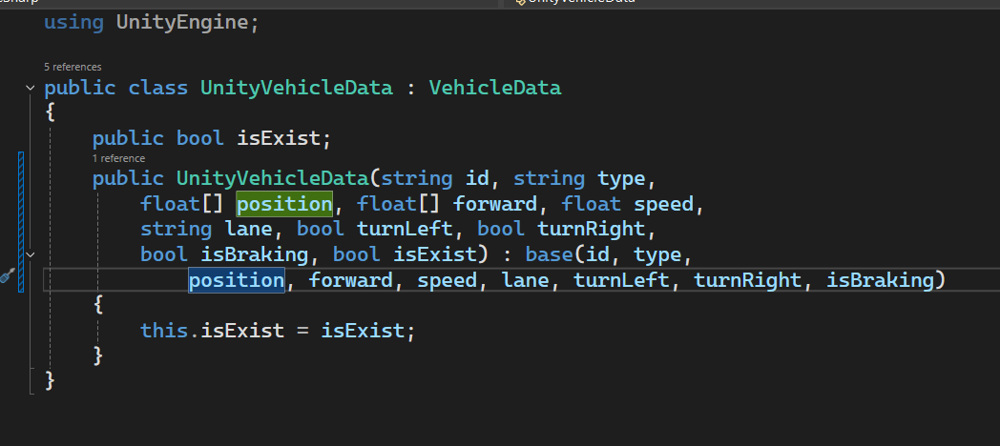 using UnityEngine;
5 references
public class UnityVehicleData : VehicleData
{
public bool isExist;
1 reference
public UnityVehicleData(string id, string type,
float[] position, float[] forward, float speed,
string lane, bool turnLeft, bool turnRight,
bool isBraking, bool isExist) : base(id, type,
position, forward, speed, lane, turnLeft, turnRight, isBraking)
{
this.isExist = isExist;
}
}